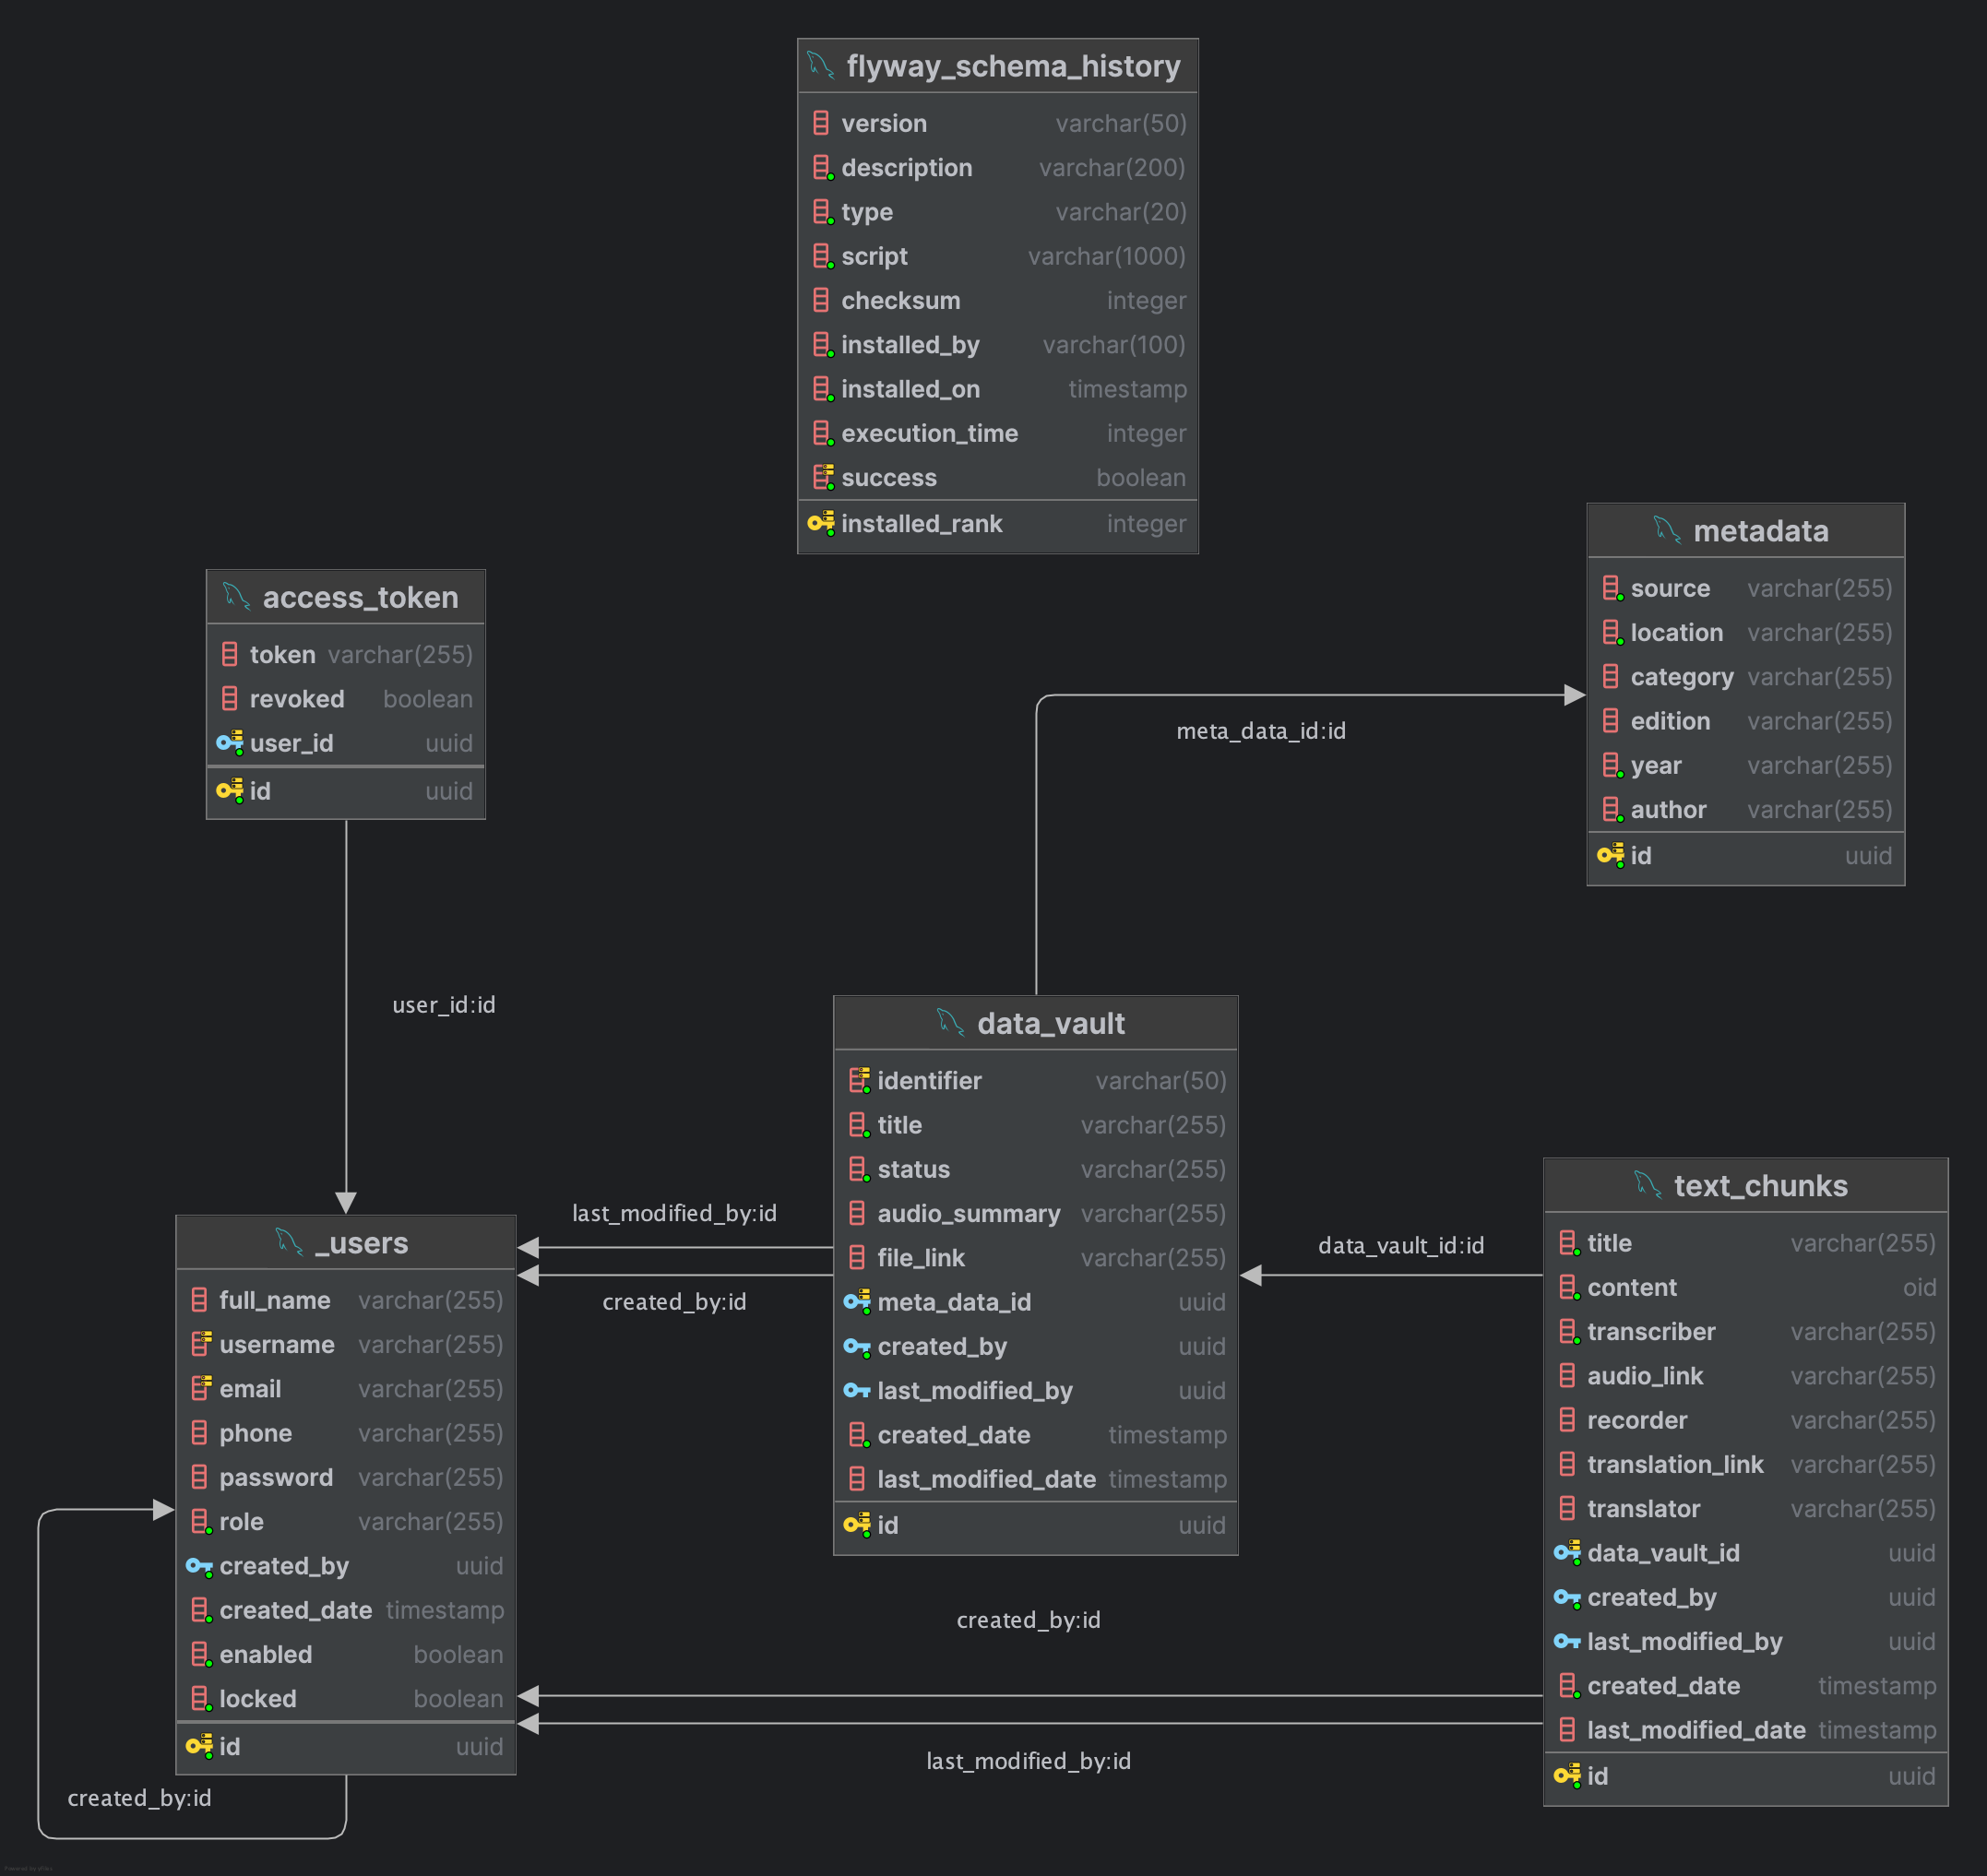 flyway_schema_history
version varchar(50)
description varchar(200)
type varchar(20)
script varchar(1000)
checksum integer
installed_by varchar(100)
installed_on timestamp
execution_time integer
success boolean
installed_rank integer
metadata
source varchar(255)
location varchar(255)
category varchar(255)
edition varchar(255)
year varchar(255)
author varchar(255)
id uuid
access_token
token varchar(255)
revoked boolean
user_id uuid
id uuid
meta_data_id:id
user_id:id
data_vault
identifier varchar(50)
title varchar(255)
status varchar(255)
audio_summary varchar(255)
file_link varchar(255)
meta_data_id uuid
created_by uuid
last_modified_by uuid
created_date timestamp
last_modified_date timestamp
id uuid
last_modified_by:id
created_by:id
data_vault_id:id
text_chunks
title varchar(255)
content oid
transcriber varchar(255)
audio_link varchar(255)
recorder varchar(255)
translation_link varchar(255)
translator varchar(255)
data_vault_id uuid
created_by uuid
last_modified_by uuid
created_date timestamp
last_modified_date timestamp
id uuid
_users
full_name varchar(255)
username varchar(255)
email varchar(255)
phone varchar(255)
password varchar(255)
role varchar(255)
created_by uuid
created_date timestamp
enabled boolean
locked boolean
id uuid
created_by:id
last_modified_by:id
created_by:id
Powered by yFiles